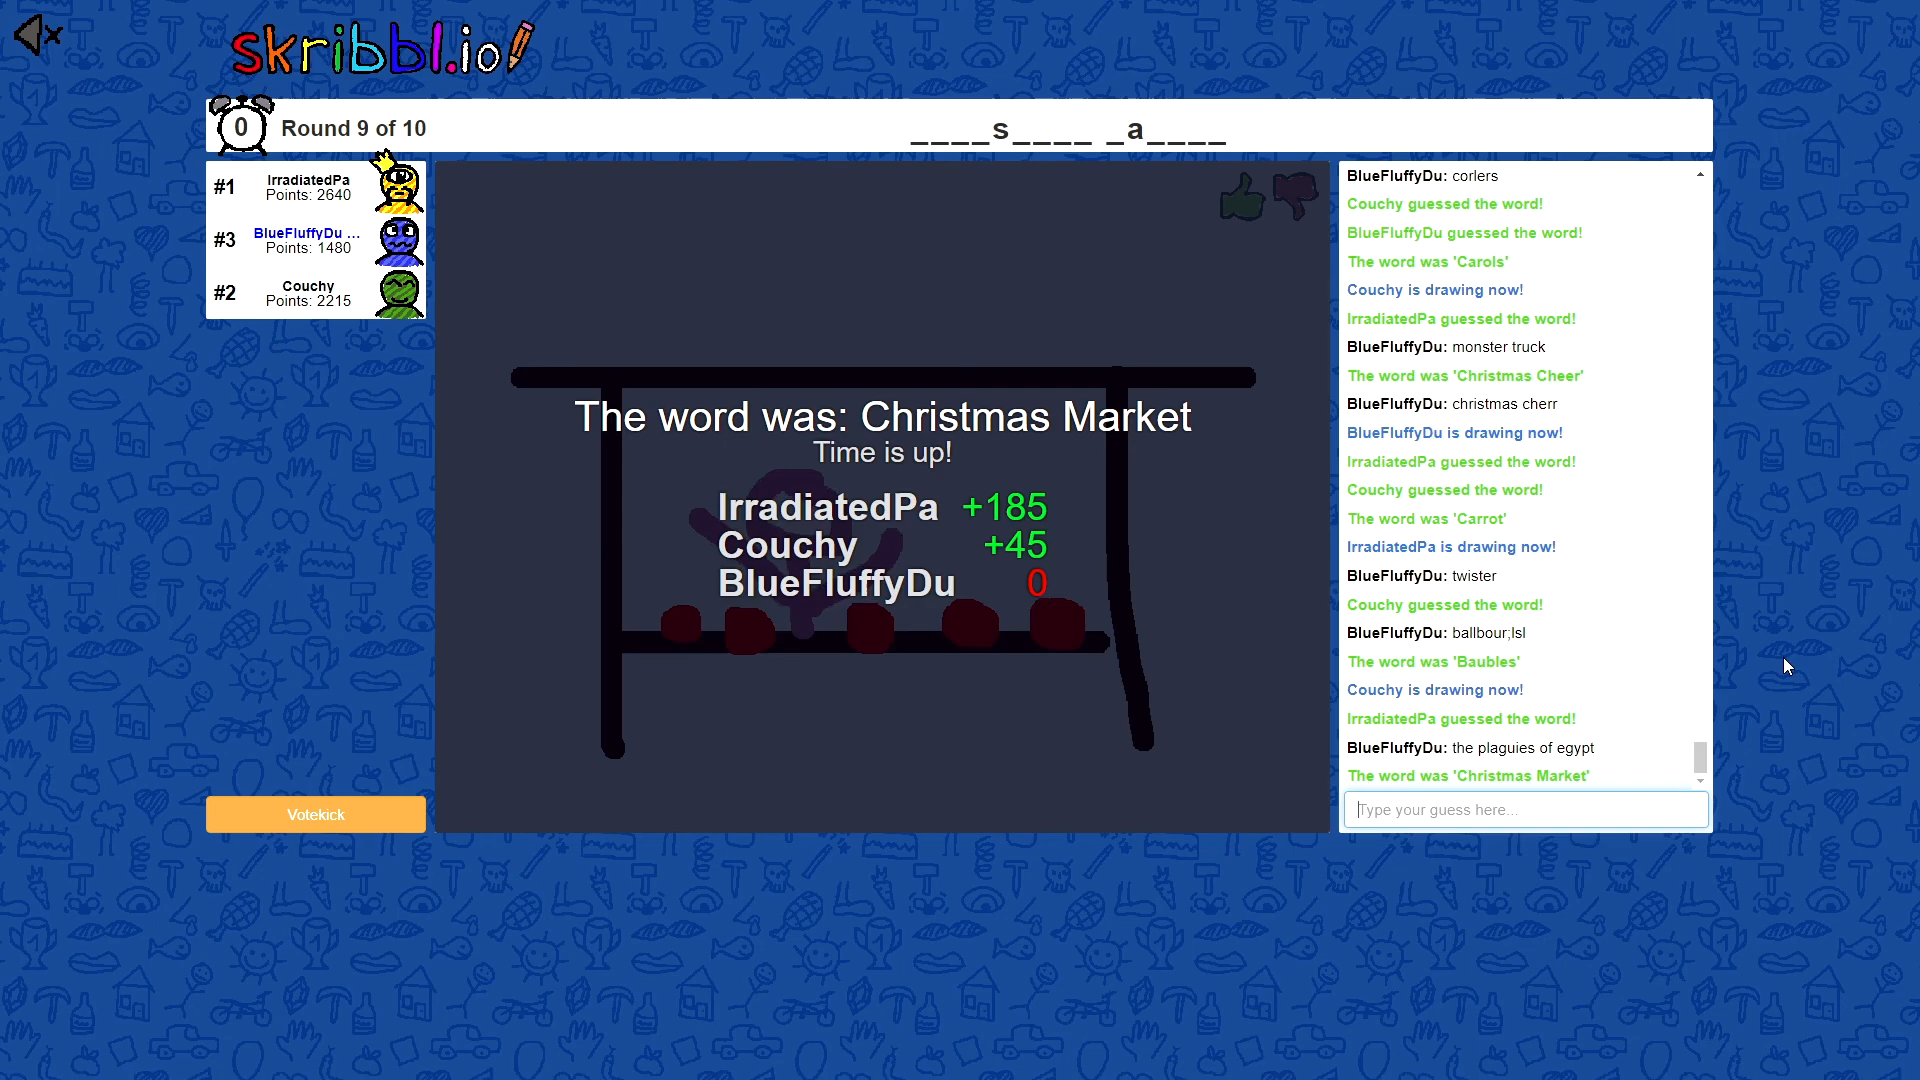 skribbl.io
0
Round 9 of 10
____s____ _a____
#1
IrradiatedPa
Points: 2640
#3
BlueFluffyDu ...
Points: 1480
#2
Couchy
Points: 2215
Votekick
The word was: Christmas Market
Time is up!
IrradiatedPa +185
Couchy +45
BlueFluffyDu 0
BlueFluffyDu: corlers
Couchy guessed the word!
BlueFluffyDu guessed the word!
The word was 'Carols'
Couchy is drawing now!
IrradiatedPa guessed the word!
BlueFluffyDu: monster truck
The word was 'Christmas Cheer'
BlueFluffyDu: christmas cherr
BlueFluffyDu is drawing now!
IrradiatedPa guessed the word!
Couchy guessed the word!
The word was 'Carrot'
IrradiatedPa is drawing now!
BlueFluffyDu: twister
Couchy guessed the word!
BlueFluffyDu: ballbour;lsl
The word was 'Baubles'
Couchy is drawing now!
IrradiatedPa guessed the word!
BlueFluffyDu: the plaguies of egypt
The word was 'Christmas Market'
Type your guess here...